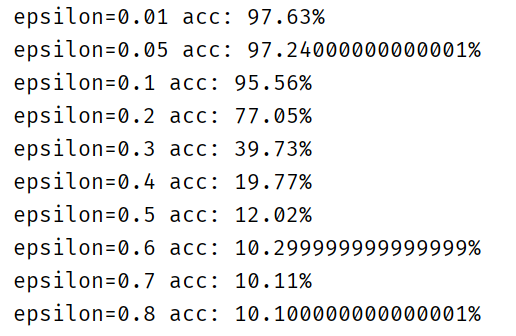 epsilon=0.01 acc: 97.63%
epsilon=0.05 acc: 97.24000000000001%
epsilon=0.1 acc: 95.56%
epsilon=0.2 acc: 77.05%
epsilon=0.3 acc: 39.73%
epsilon=0.4 acc: 19.77%
epsilon=0.5 acc: 12.02%
epsilon=0.6 acc: 10.299999999999999%
epsilon=0.7 acc: 10.11%
epsilon=0.8 acc: 10.100000000000001%